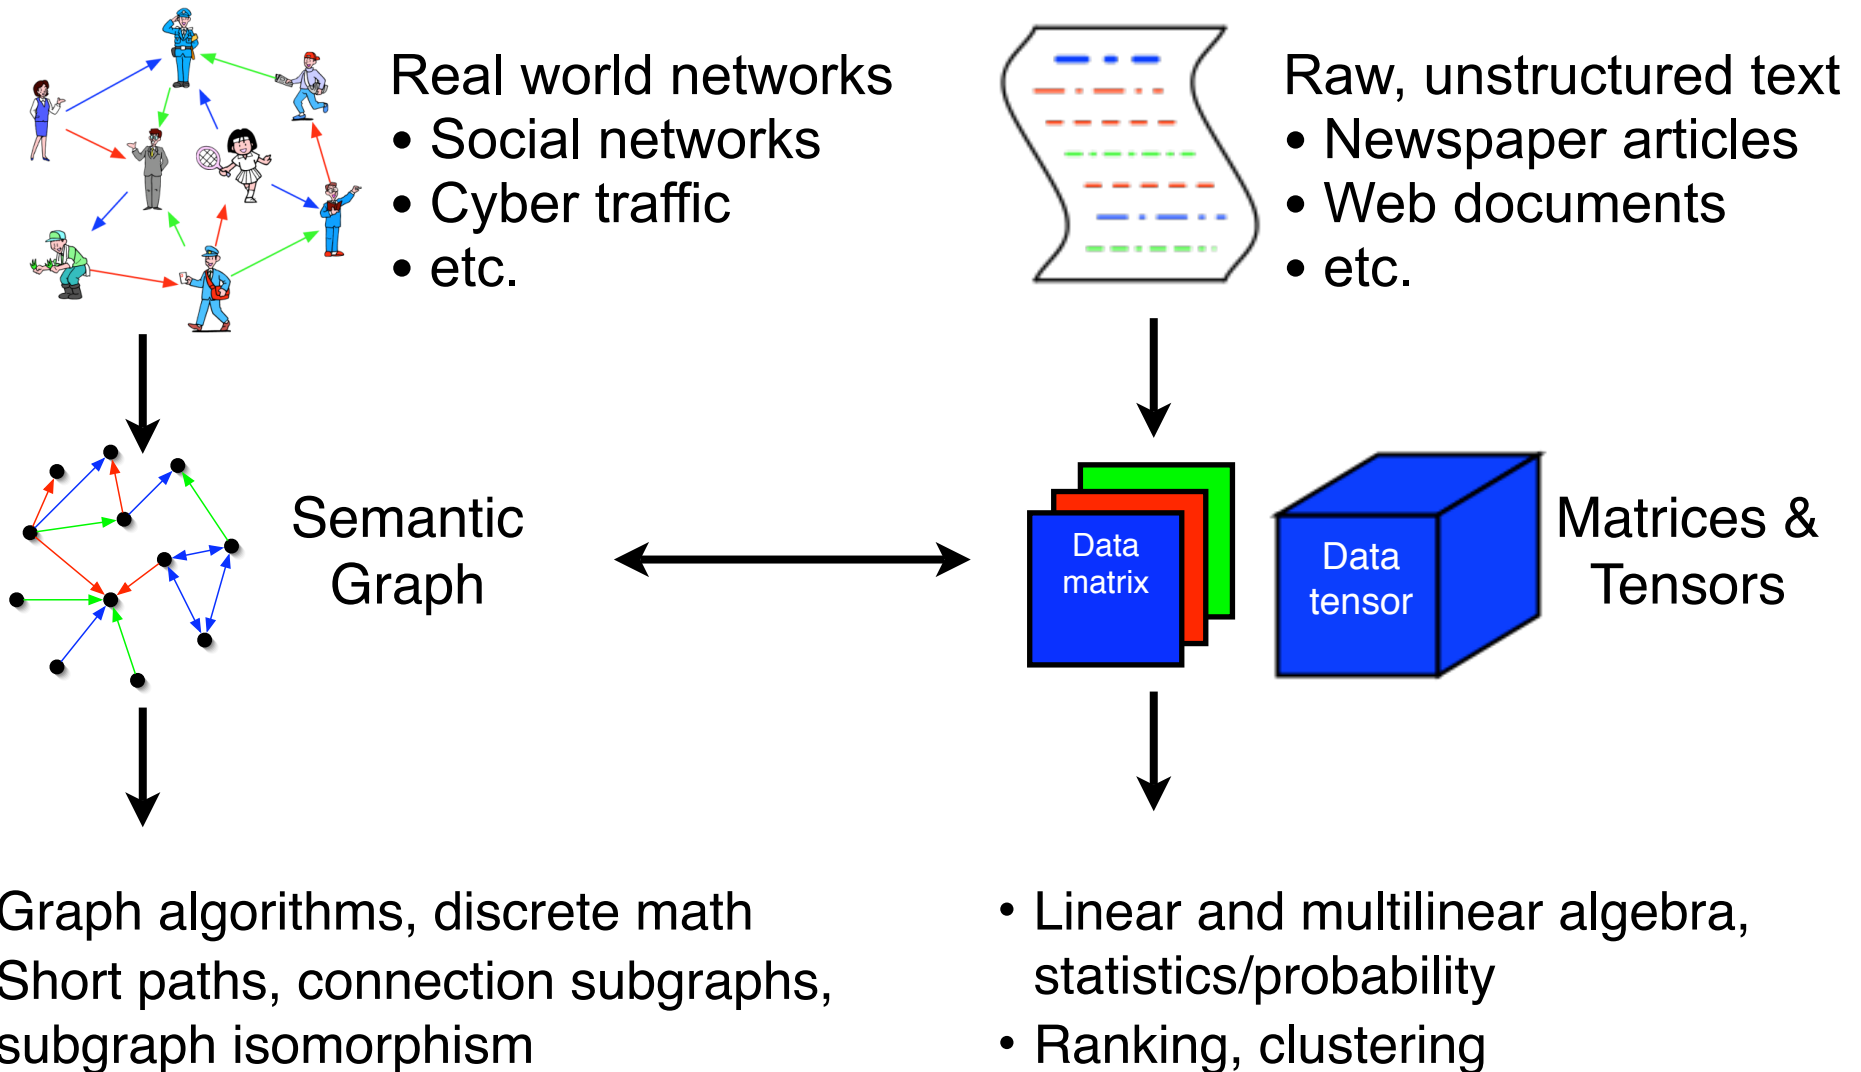 Real world networks
• Social networks
• Cyber traffic
• etc.
Raw, unstructured text
• Newspaper articles
• Web documents
• etc.
Semantic
Graph
Data
matrix
Data
tensor
Matrices &
Tensors
Graph algorithms, discrete math
Short paths, connection subgraphs,
subgraph isomorphism
• Linear and multilinear algebra,
statistics/probability
• Ranking, clustering